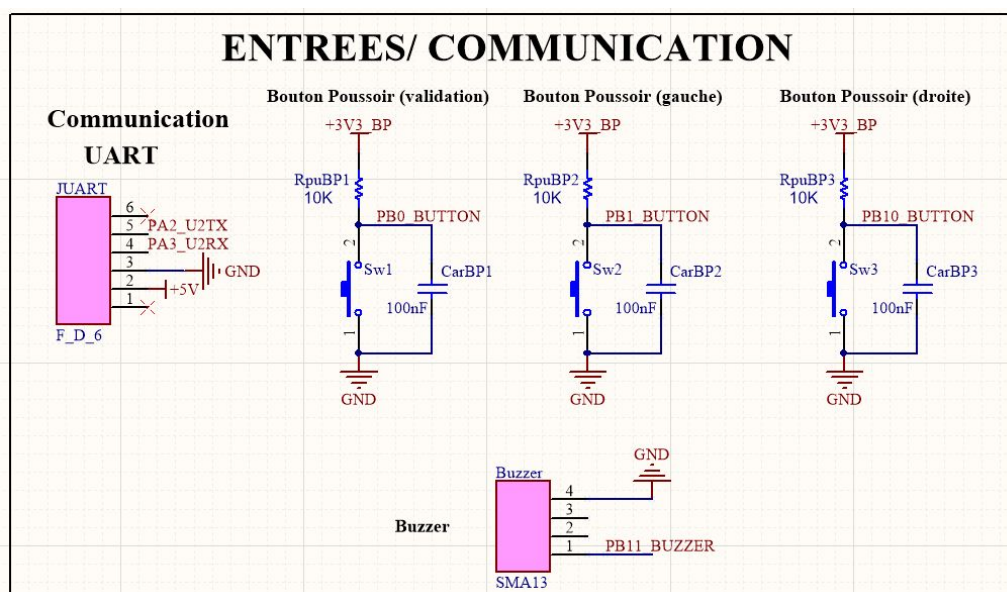 ENTREES/ COMMUNICATION
Communication
UART
JUART
6
5
PA2_U2TX
4
PA3_U2RX
3
GND
2
+5V
1
F_D_6
Bouton Poussoir (validation)
+3V3_BP
RpuBP1
10K
PB0_BUTTON
2
Sw1
CarBP1
100nF
1
GND
Bouton Poussoir (gauche)
+3V3_BP
RpuBP2
10K
PB1_BUTTON
2
Sw2
CarBP2
100nF
1
GND
Bouton Poussoir (droite)
+3V3_BP
RpuBP3
10K
PB10_BUTTON
2
Sw3
CarBP3
100nF
1
GND
Buzzer
Buzzer
GND
4
3
2
1
PB11_BUZZER
SMA13